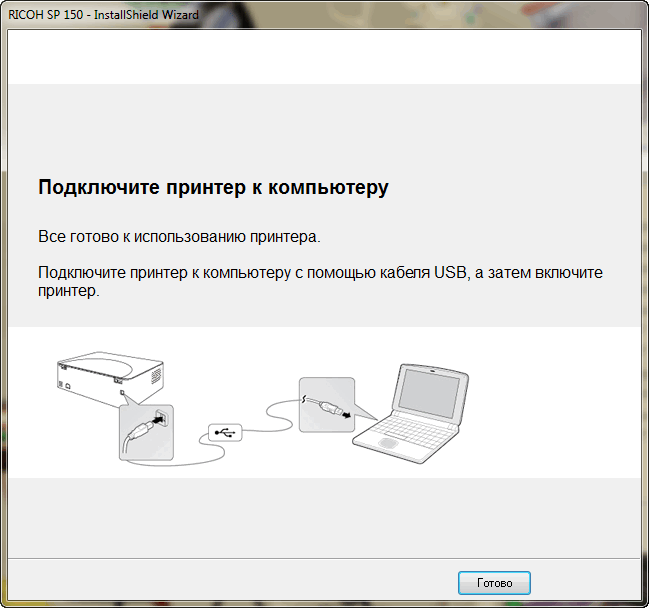 RICOH SP 150 - InstallShield Wizard
Подключите принтер к компьютеру
Все готово к использованию принтера.
Подключите принтер к компьютеру с помощью кабеля USB, а затем включите
принтер.
Готово